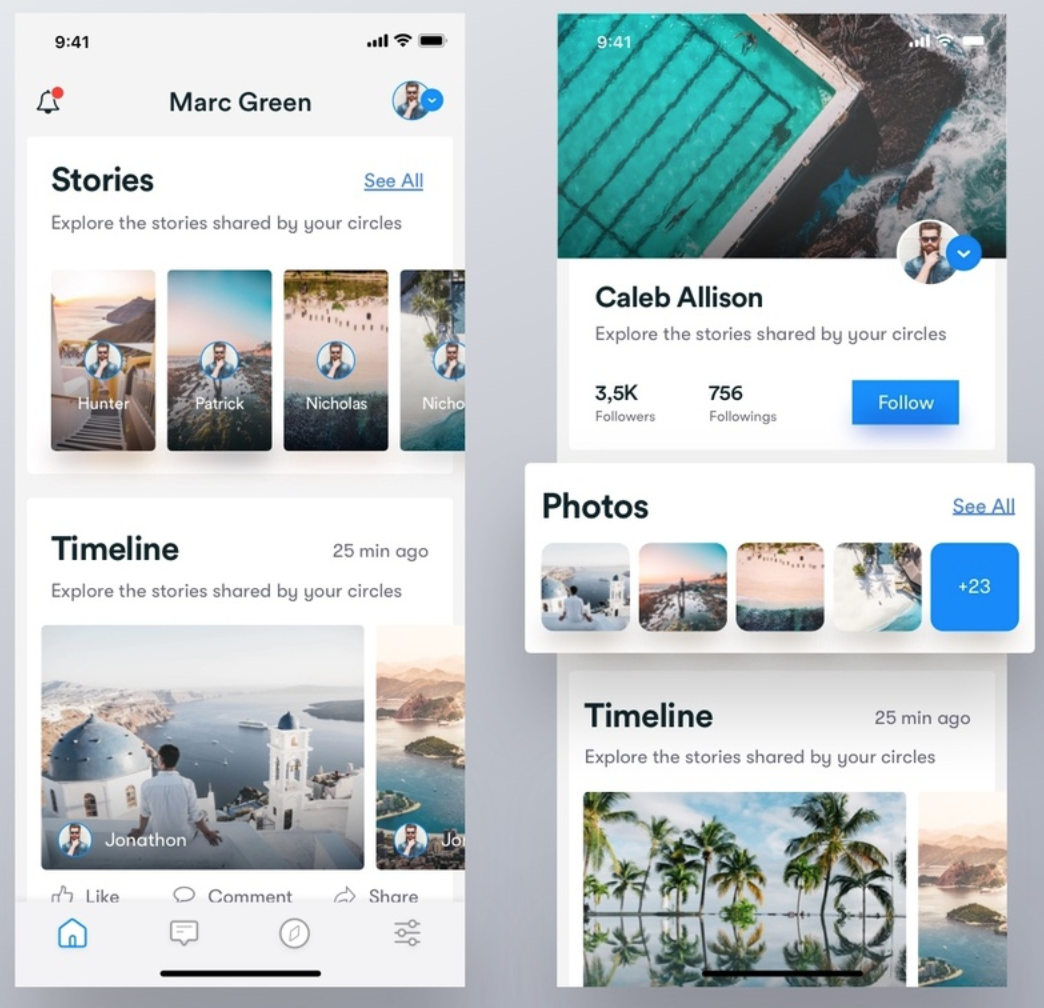 9:41
Marc Green
Stories
See All
Explore the stories shared by your circles
Hunter
Patrick
Nicholas
Nicho
Timeline
25 min ago
Explore the stories shared by your circles
Jonathon
Jo
Like
Comment
Share
9:41
Caleb Allison
Explore the stories shared by your circles
3,5K
756
Followers
Followings
Follow
Photos
See All
+23
Timeline
25 min ago
Explore the stories shared by your circles